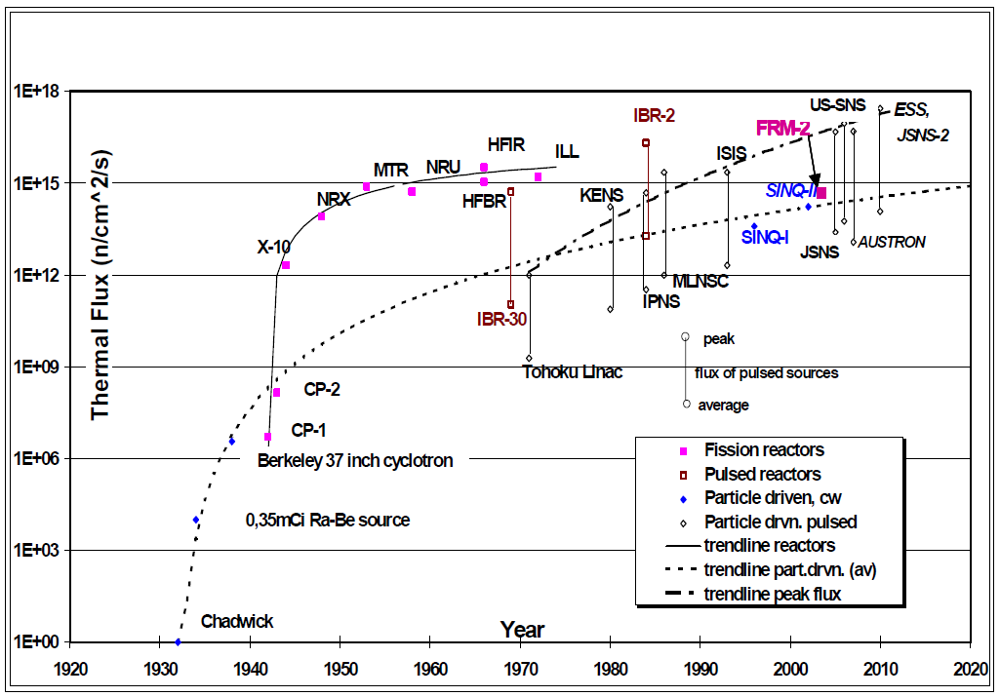 Thermal Flux (n/cm^2/s)
1E+18
1E+15
1E+12
1E+09
1E+06
1E+03
1E+00
US-SNS
ESS,
JSNS-2
IBR-2
FRM-2
HFIR
ILL
ISIS
NRU
MTR
NRX
HFBR
KENS
SINQ-II
SINQ-I
X-10
JSNS
AUSTRON
MLNSC
IPNS
IBR-30
peak
Tohoku Linac
flux of pulsed sources
average
CP-2
CP-1
Berkeley 37 inch cyclotron
0,35mCi Ra-Be source
Chadwick
Fission reactors
Pulsed reactors
Particle driven, cw
Particle drvn. pulsed
trendline reactors
trendline part.drvn. (av)
trendline peak flux
Year
1920 1930 1940 1950 1960 1970 1980 1990 2000 2010 2020